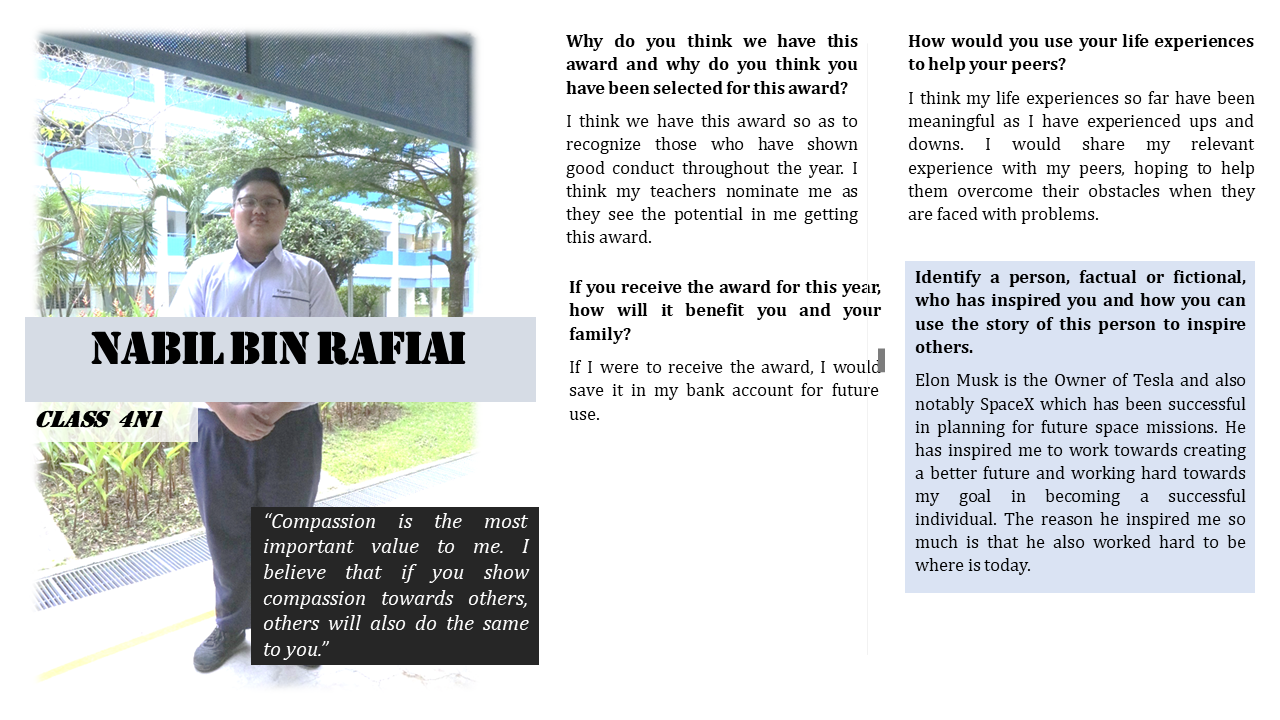 NABIL BIN RAFIAI
CLASS 4N1
“Compassion is the most
important value to me. I
believe that if you show
compassion towards others,
others will also do the same
to you.”
Why do you think we have this
award and why do you think you
have been selected for this award?
I think we have this award so as to
recognize those who have shown
good conduct throughout the year. I
think my teachers nominate me as
they see the potential in me getting
this award.
If you receive the award for this year,
how will it benefit you and your
family?
If I were to receive the award, I would
save it in my bank account for future
use.
How would you use your life experiences
to help your peers?
I think my life experiences so far have been
meaningful as I have experienced ups and
downs. I would share my relevant
experience with my peers, hoping to help
them overcome their obstacles when they
are faced with problems.
Identify a person, factual or fictional,
who has inspired you and how you can
use the story of this person to inspire
others.
Elon Musk is the Owner of Tesla and also
notably SpaceX which has been successful
in planning for future space missions. He
has inspired me to work towards creating
a better future and working hard towards
my goal in becoming a successful
individual. The reason he inspired me so
much is that he also worked hard to be
where is today.